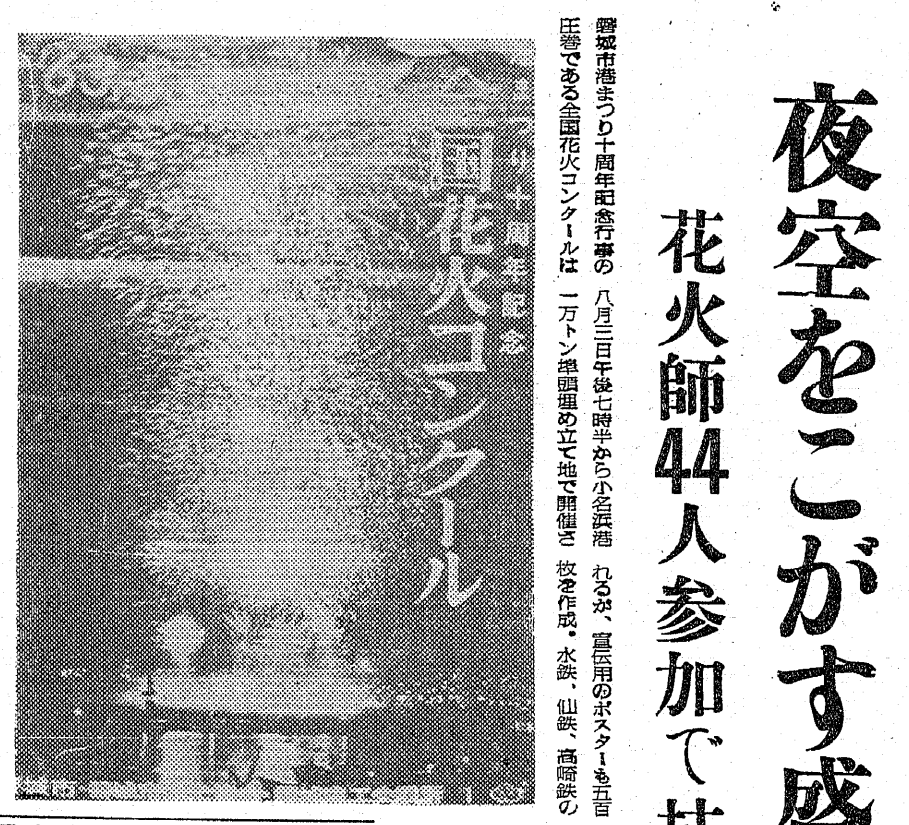 夜空をこがす盛
花火師44人参加で
磐城市港まつり十周年記念行事の
圧巻である全国花火コンクールは
八月三日午後七時半から小名浜港
一万トン埠頭埋め立て地で開催さ
れるが、宣伝用のポスターも五百
枚を作成。水鉄、仙鉄、高崎鉄の
十周年記念
全国花火コンクール